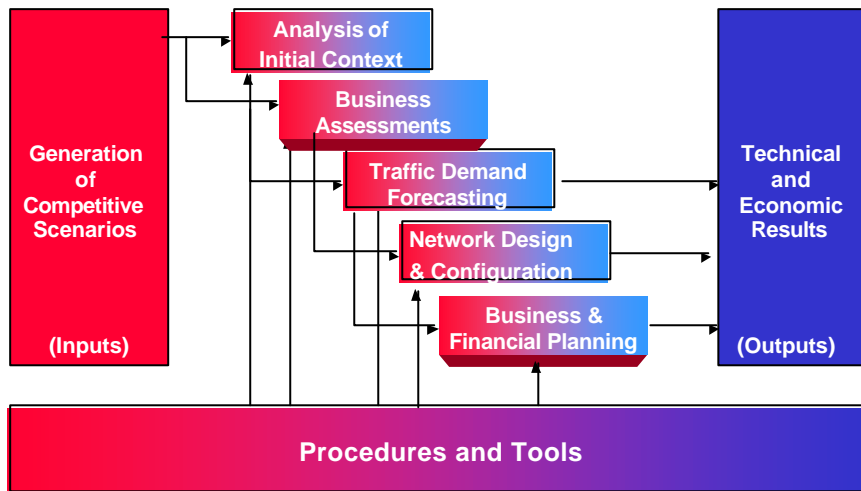 Generation
of
Competitive
Scenarios
(Inputs)
Analysis of
Initial Context
Business
Assessments
Traffic Demand
Forecasting
Network Design
& Configuration
Business &
Financial Planning
Technical
and
Economic
Results
(Outputs)
Procedures and Tools